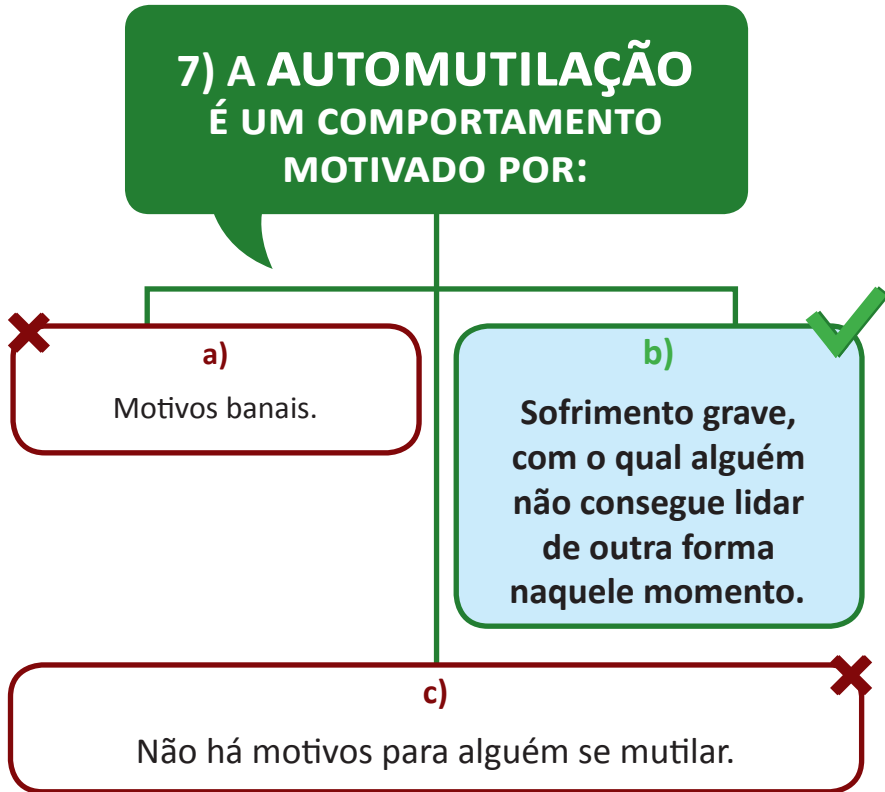 7) A AUTOMUTILAÇÃO
É UM COMPORTAMENTO
MOTIVADO POR:
a)
Motivos banais.
b)
Sofrimento grave,
com o qual alguém
não consegue lidar
de outra forma
naquele momento.
c)
Não há motivos para alguém se mutilar.